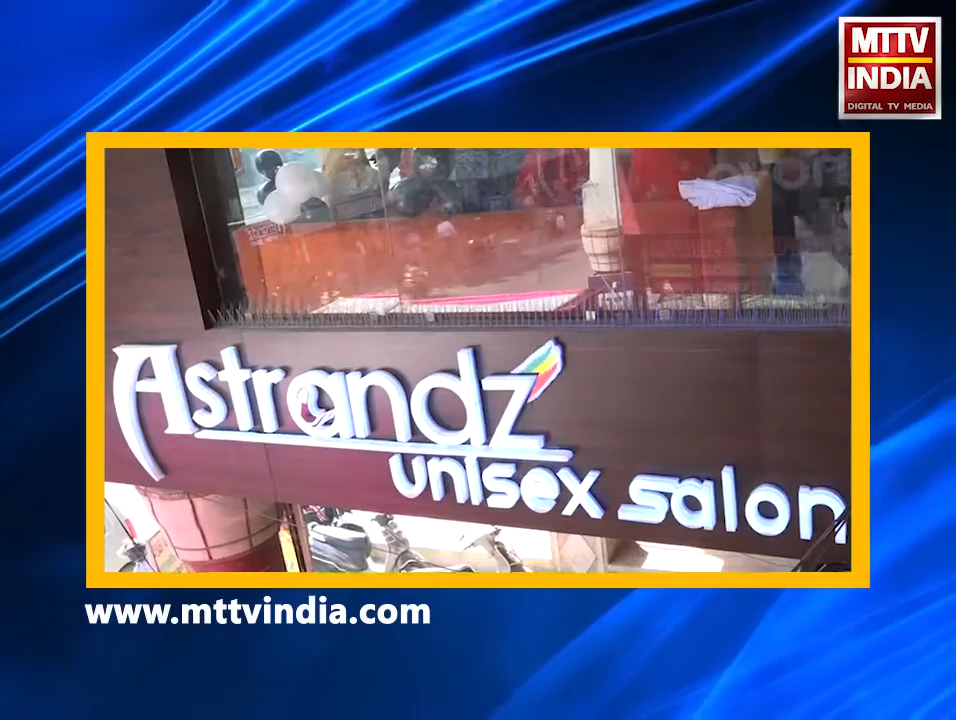 MTTV
INDIA
DIGITAL TV MEDIA
Astrandz
unisex salon
www.mttvindia.com